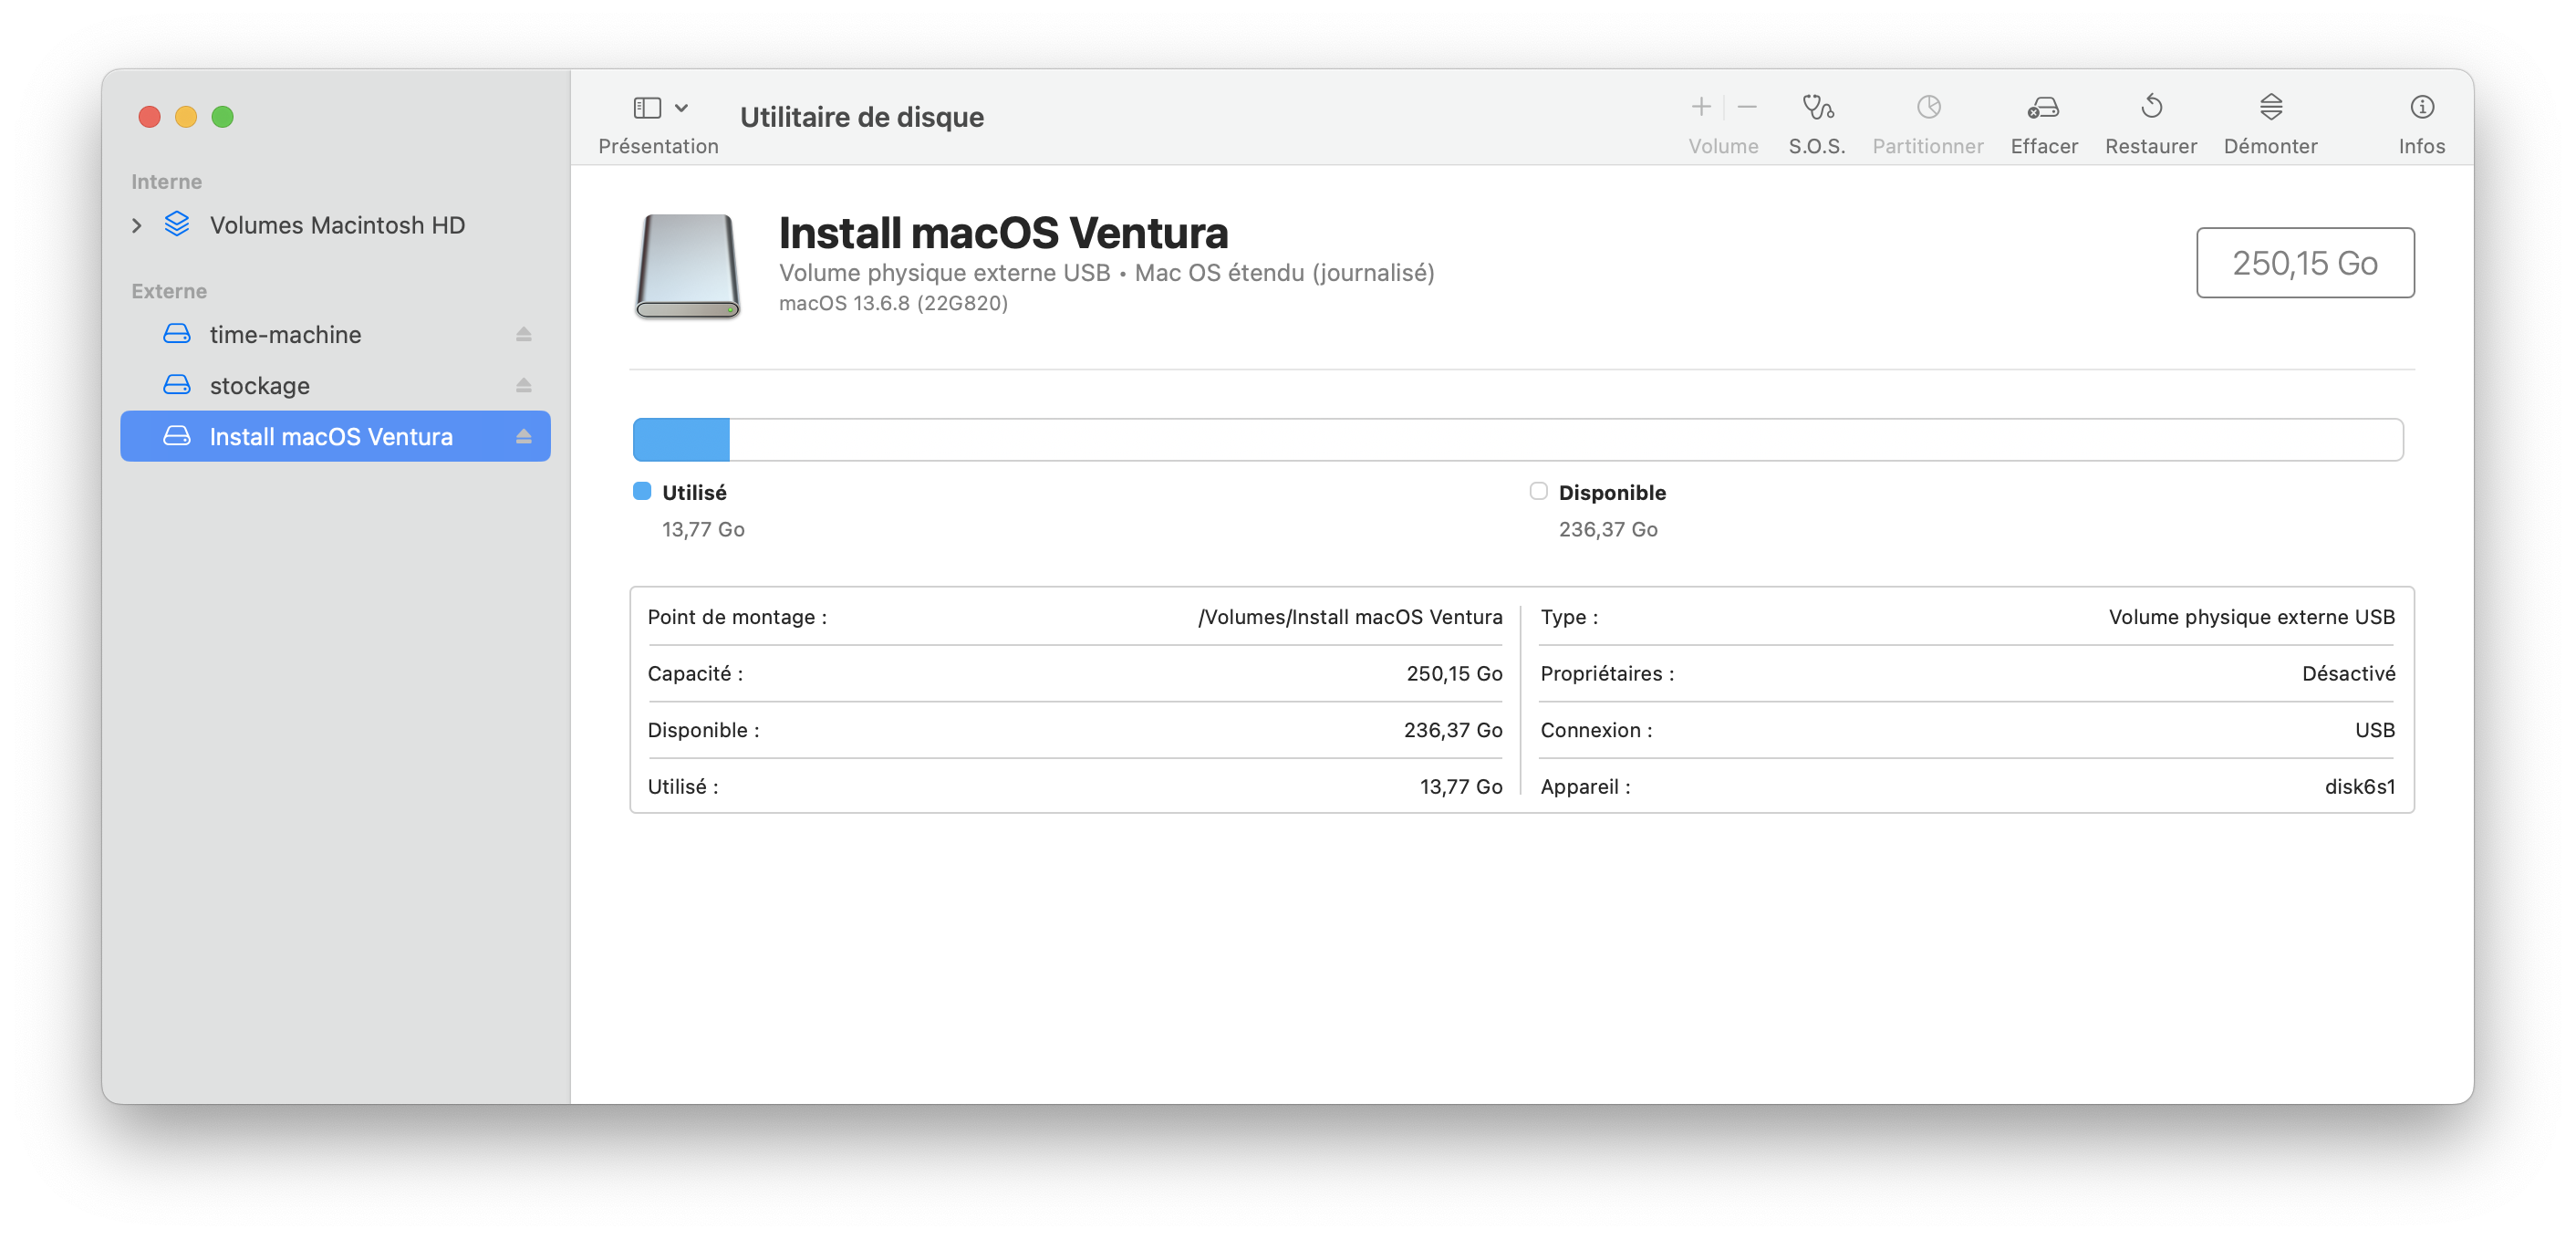 Interne
Volumes Macintosh HD
Externe
time-machine
stockage
Install macOS Ventura
Présentation
Utilitaire de disque
Volume
S.O.S.
Partitionner
Effacer
Restaurer
Démonter
Infos
Install macOS Ventura
Volume physique externe USB • Mac OS étendu (journalisé)
macOS 13.6.8 (22G820)
250,15 Go
Utilisé
13,77 Go
Disponible
236,37 Go
Point de montage : /Volumes/Install macOS Ventura
Capacité : 250,15 Go
Disponible : 236,37 Go
Utilisé : 13,77 Go
Type : Volume physique externe USB
Propriétaires : Désactivé
Connexion : USB
Appareil : disk6s1